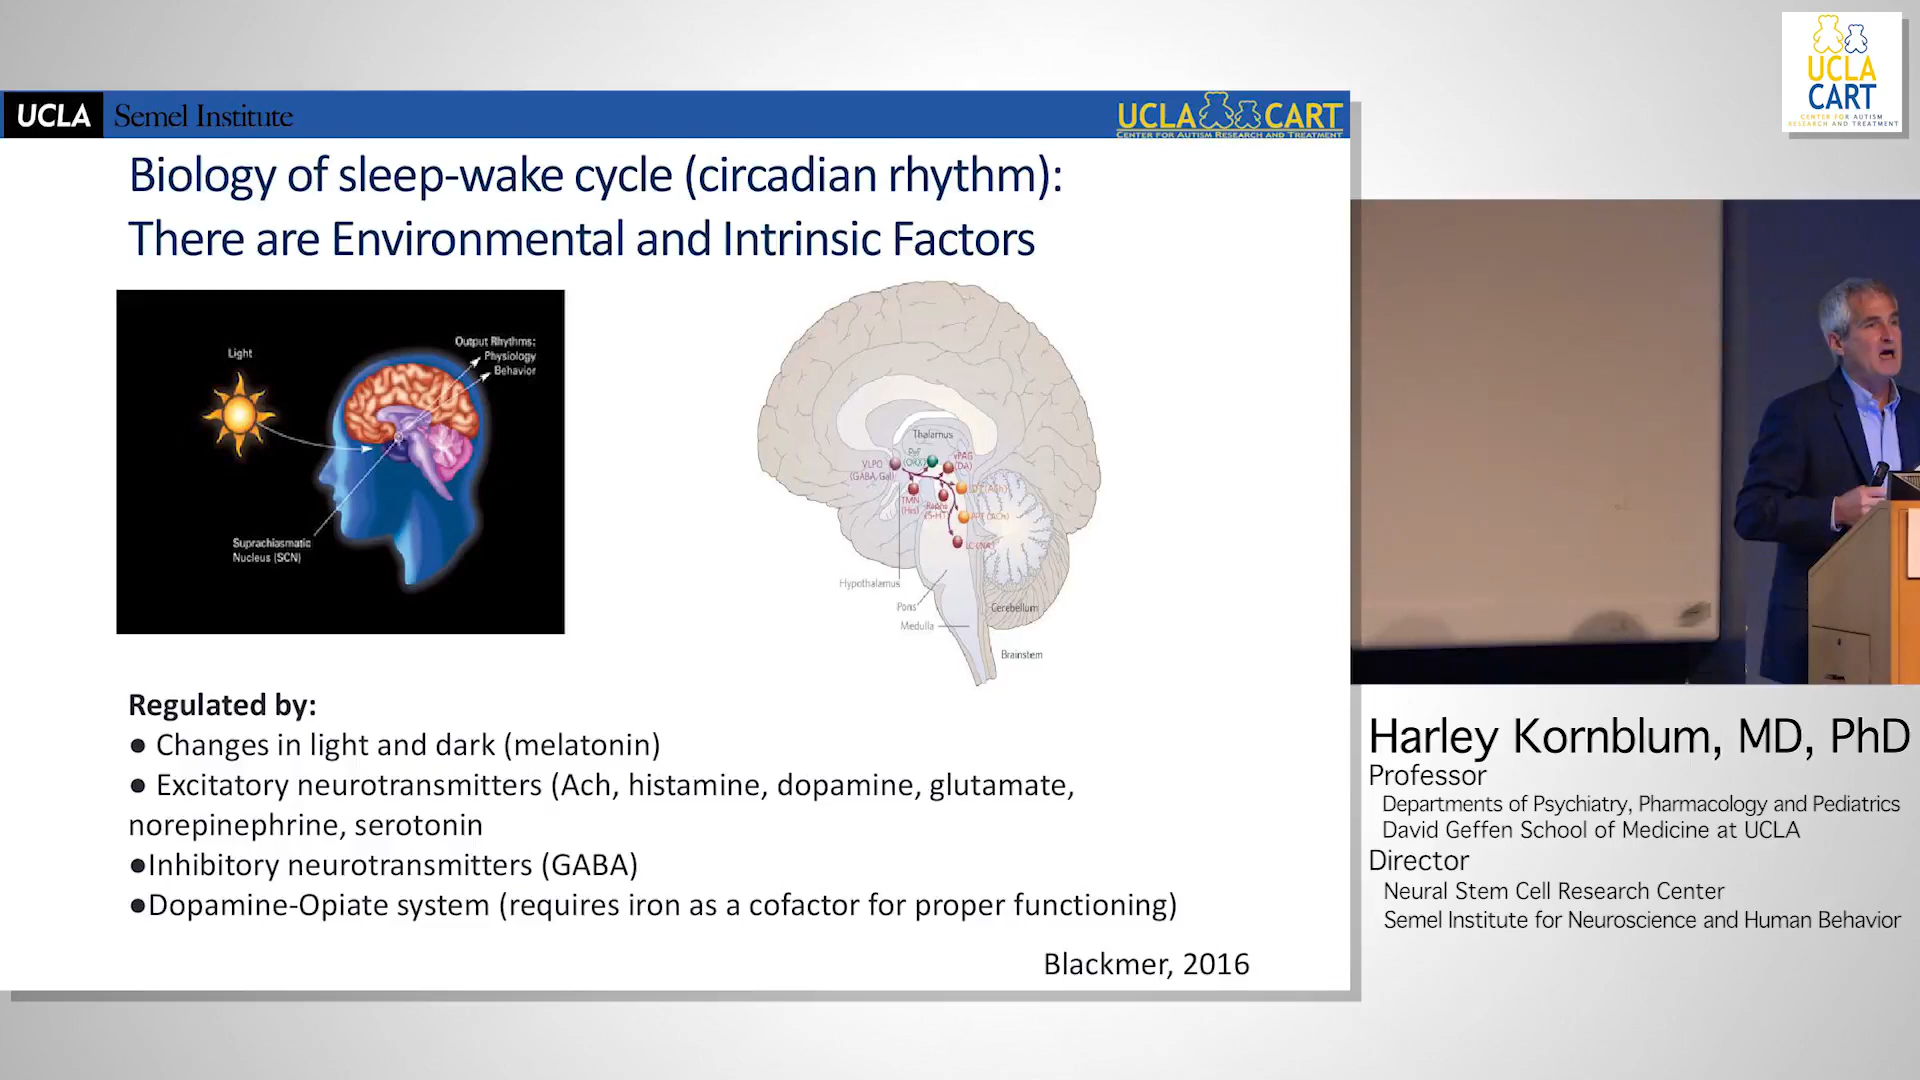 UCLA
CART
CENTER FOR AUTISM
RESEARCH AND TREATMENT
UCLA Semel Institute
UCLA CART
CENTER FOR AUTISM RESEARCH AND TREATMENT
Biology of sleep-wake cycle (circadian rhythm):
There are Environmental and Intrinsic Factors
Light
Output Rhythms:
Physiology
Behavior
Suprachiasmatic
Nucleus (SCN)
Thalamus
PeF
(ORX)
vPAG
(DA)
VLPO
(GABA, Gal)
TMN
(His)
Raphe
(5-HT)
LC (NA)
Hypothalamus
Pons
Cerebellum
Medulla
Brainstem
Regulated by:
● Changes in light and dark (melatonin)
● Excitatory neurotransmitters (Ach, histamine, dopamine, glutamate,
norepinephrine, serotonin
●Inhibitory neurotransmitters (GABA)
●Dopamine-Opiate system (requires iron as a cofactor for proper functioning)
Blackmer, 2016
Harley Kornblum, MD, PhD
Professor
Departments of Psychiatry, Pharmacology and Pediatrics
David Geffen School of Medicine at UCLA
Director
Neural Stem Cell Research Center
Semel Institute for Neuroscience and Human Behavior